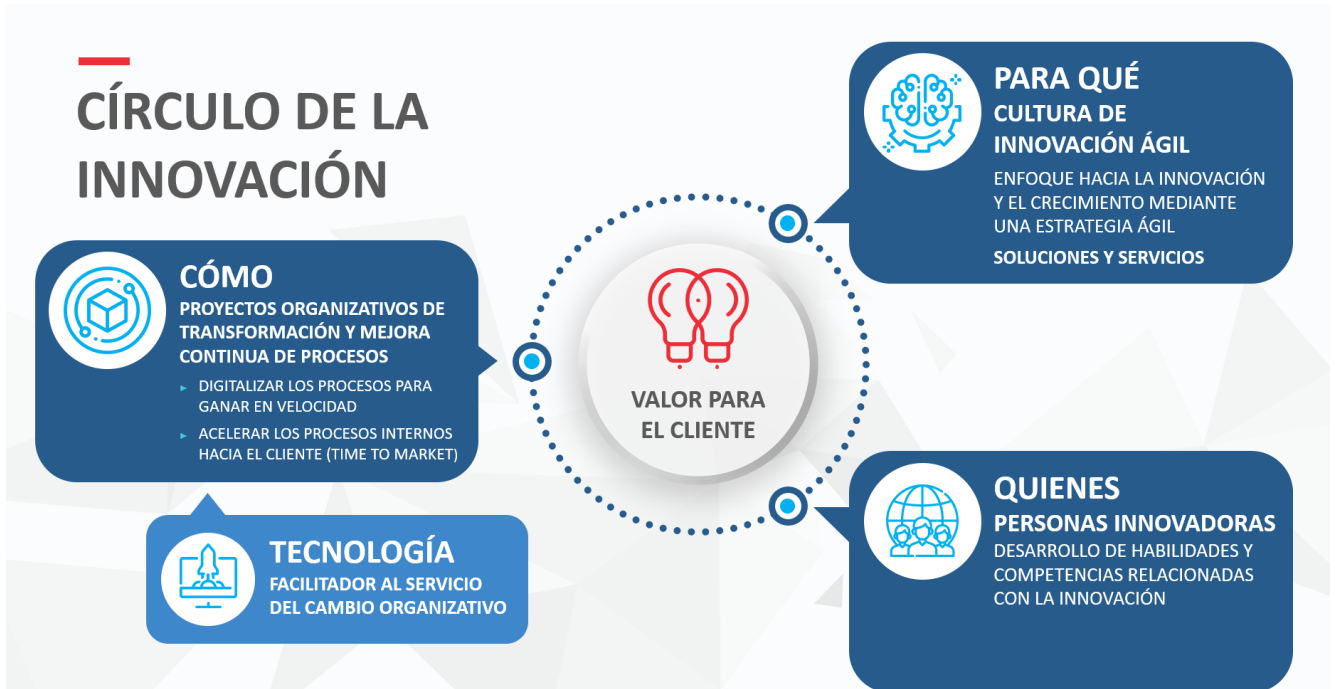 CÍRCULO DE LA
INNOVACIÓN
PARA QUÉ
CULTURA DE
INNOVACIÓN ÁGIL
ENFOQUE HACIA LA INNOVACIÓN
Y EL CRECIMIENTO MEDIANTE
UNA ESTRATEGIA ÁGIL
SOLUCIONES Y SERVICIOS
CÓMO
PROYECTOS ORGANIZATIVOS DE
TRANSFORMACIÓN Y MEJORA
CONTINUA DE PROCESOS
DIGITALIZAR LOS PROCESOS PARA
GANAR EN VELOCIDAD
ACELERAR LOS PROCESOS INTERNOS
HACIA EL CLIENTE (TIME TO MARKET)
VALOR PARA
EL CLIENTE
TECNOLOGÍA
FACILITADOR AL SERVICIO
DEL CAMBIO ORGANIZATIVO
QUIENES
PERSONAS INNOVADORAS
DESARROLLO DE HABILIDADES Y
COMPETENCIAS RELACIONADAS
CON LA INNOVACIÓN